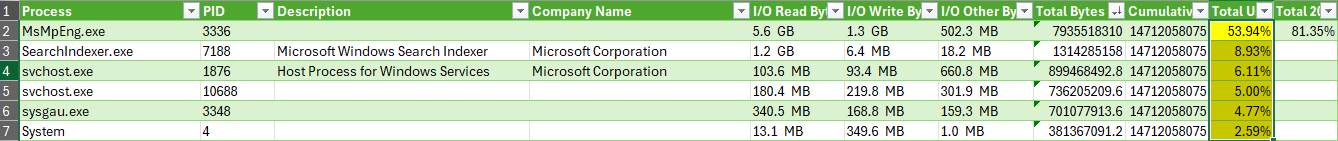 1 Process PID Description Company Name I/O Read Byt I/O Write By I/O Other By Total Bytes Cumulativ Total U Total 20
2 MsMpEng.exe 3336 5.6 GB 1.3 GB 502.3 MB 7935518310 14712058075 53.94% 81.35%
3 SearchIndexer.exe 7188 Microsoft Windows Search Indexer Microsoft Corporation 1.2 GB 6.4 MB 18.2 MB 1314285158 14712058075 8.93%
4 svchost.exe 1876 Host Process for Windows Services Microsoft Corporation 103.6 MB 93.4 MB 660.8 MB 899468492.8 14712058075 6.11%
5 svchost.exe 10688 180.4 MB 219.8 MB 301.9 MB 736205209.6 14712058075 5.00%
6 sysgau.exe 3348 340.5 MB 168.8 MB 159.3 MB 701077913.6 14712058075 4.77%
7 System 4 13.1 MB 349.6 MB 1.0 MB 381367091.2 14712058075 2.59%